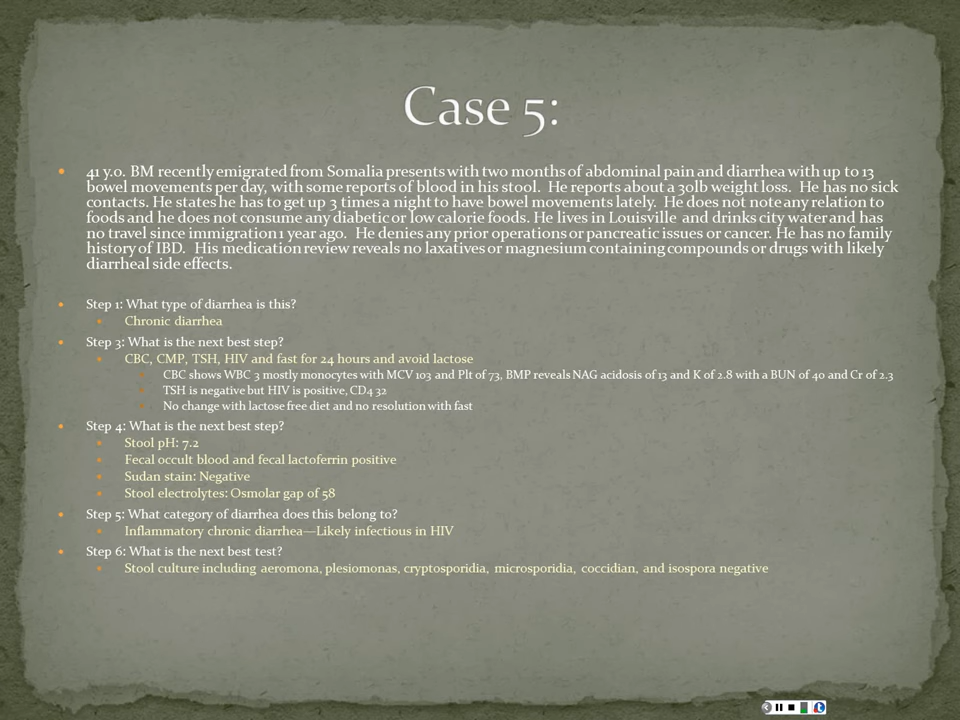 Case 5:
41 y.o. BM recently emigrated from Somalia presents with two months of abdominal pain and diarrhea with up to 13
bowel movements per day, with some reports of blood in his stool. He reports about a 30lb weight loss. He has no sick
contacts. He states he has to get up 3 times a night to have bowel movements lately. He does not note any relation to
foods and he does not consume any diabetic or low calorie foods. He lives in Louisville and drinks city water and has
no travel since immigration 1 year ago. He denies any prior operations or pancreatic issues or cancer. He has no family
history of IBD. His medication review reveals no laxatives or magnesium containing compounds or drugs with likely
diarrheal side effects.
Step 1: What type of diarrhea is this?
Chronic diarrhea
Step 3: What is the next best step?
CBC, CMP, TSH, HIV and fast for 24 hours and avoid lactose
CBC shows WBC 3 mostly monocytes with MCV 103 and Plt of 73, BMP reveals NAG acidosis of 13 and K of 2.8 with a BUN of 40 and Cr of 2.3
TSH is negative but HIV is positive, CD4 32
No change with lactose free diet and no resolution with fast
Step 4: What is the next best step?
Stool pH: 7.2
Fecal occult blood and fecal lactoferrin positive
Sudan stain: Negative
Stool electrolytes: Osmolar gap of 58
Step 5: What category of diarrhea does this belong to?
Inflammatory chronic diarrhea—Likely infectious in HIV
Step 6: What is the next best test?
Stool culture including aeromona, plesiomonas, cryptosporidia, microsporidia, coccidian, and isospora negative